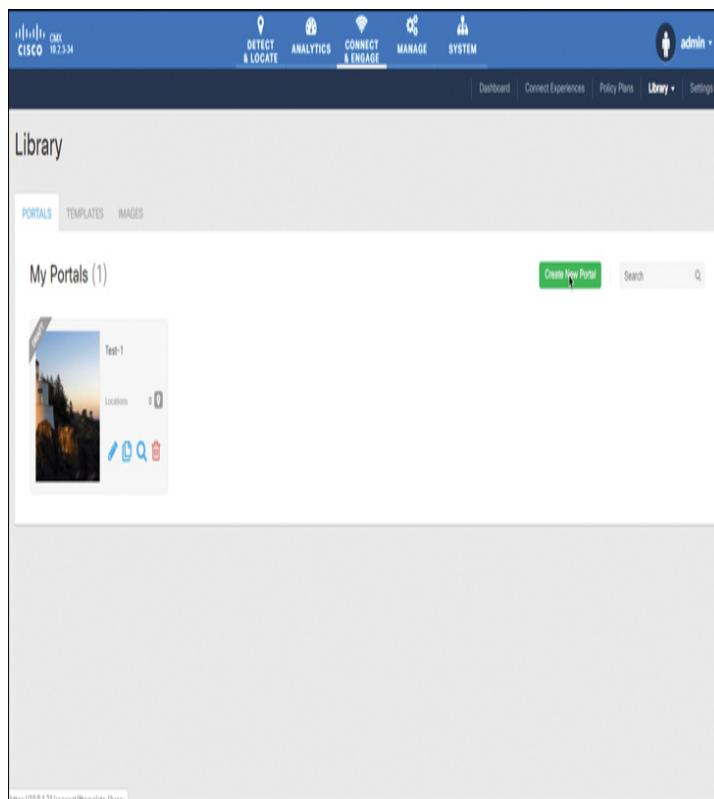 CISCO CMX
10.2.3-34
DETECT & LOCATE
ANALYTICS
CONNECT & ENGAGE
MANAGE
SYSTEM
admin
Dashboard
Connect Experiences
Policy Plans
Library
Settings
Library
PORTALS
TEMPLATES
IMAGES
My Portals (1)
Create New Portal
Search
Test-1
Locations
0